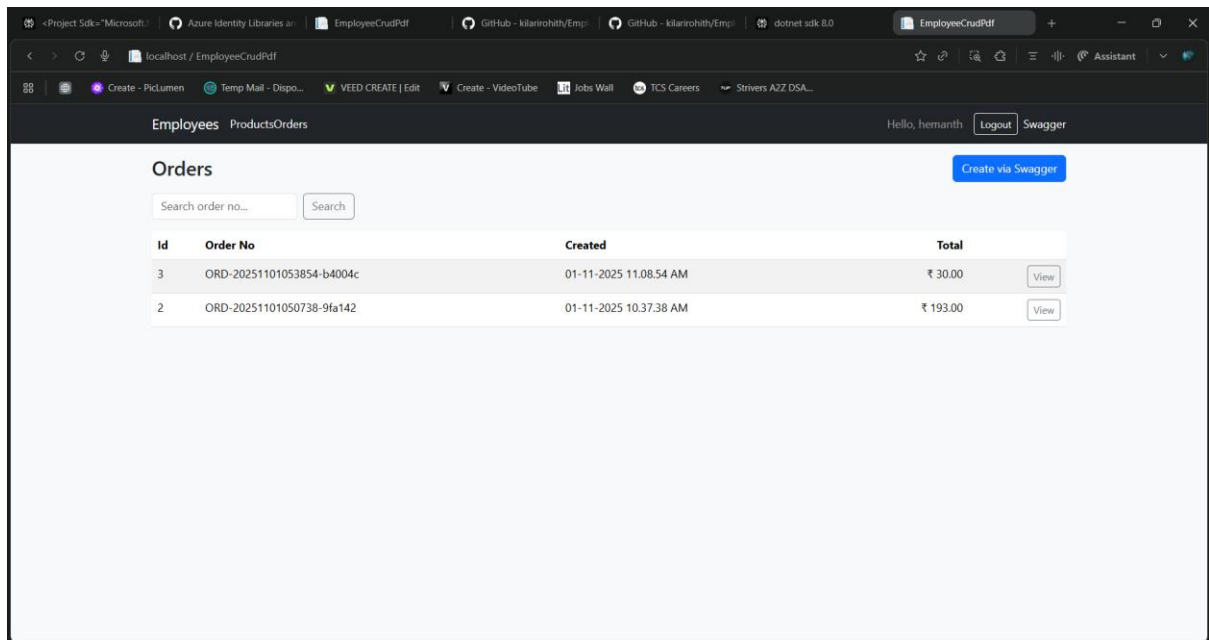 <Project Sdk="Microsoft.S Azure Identity Libraries an EmployeeCrudPdf GitHub - kilarirohith/Empl GitHub - kilarirohith/Empl dotnet sdk 8.0 EmployeeCrudPdf
localhost / EmployeeCrudPdf Assistant
Create - PicLumen Temp Mail - Dispo... VEED CREATE | Edit Create - VideoTube Lit Jobs Wall TCS Careers Strivers A2Z DSA...
Employees ProductsOrders Hello, hemanth Logout Swagger
Orders Create via Swagger
Search order no... Search
Id Order No Created Total
3 ORD-20251101053854-b4004c 01-11-2025 11.08.54 AM ₹ 30.00 View
2 ORD-20251101050738-9fa142 01-11-2025 10.37.38 AM ₹ 193.00 View